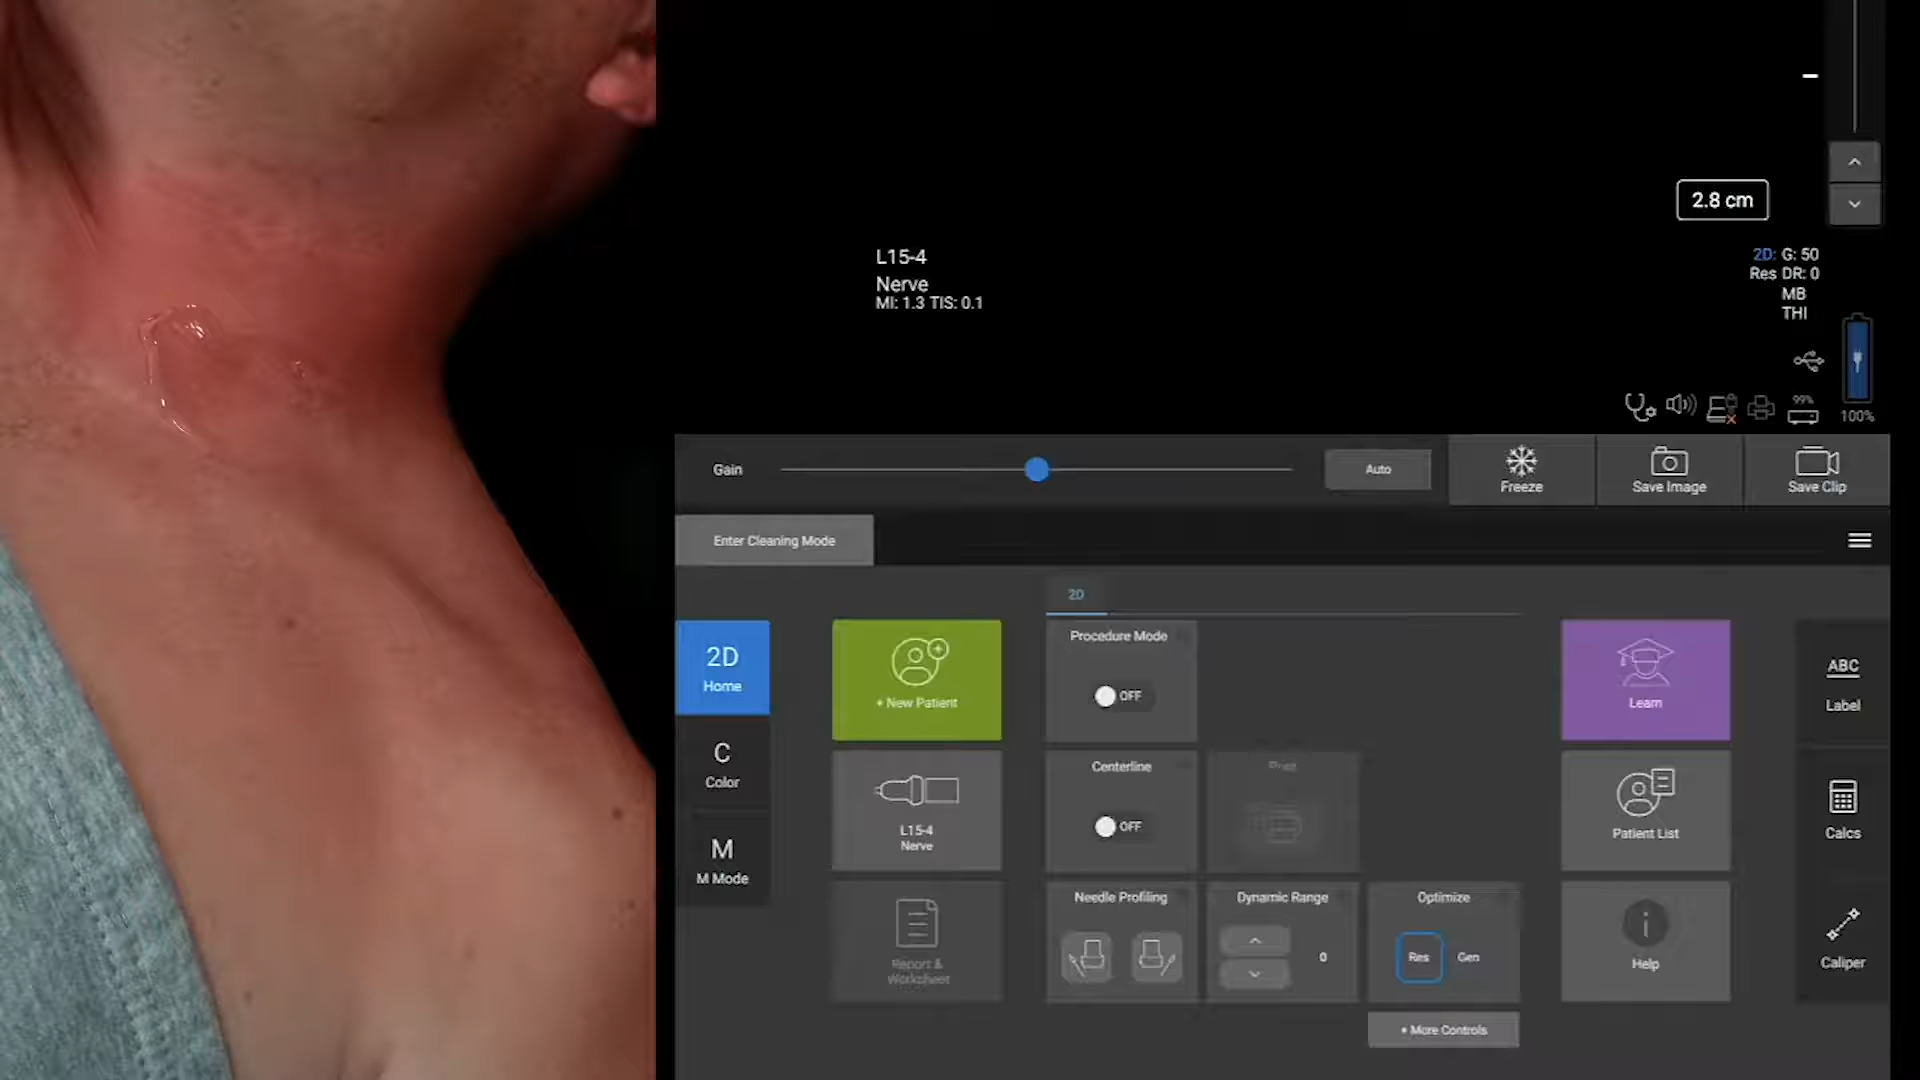 2.8 cm
L15-4
Nerve
MI: 1.3 TIS: 0.1
2D: G: 50
Res DR: 0
MB
THI
99%
100%
Gain
Auto
Freeze
Save Image
Save Clip
Enter Cleaning Mode
2D
2D
Home
+ New Patient
Procedure Mode
OFF
Learn
ABC
Label
C
Color
L15-4
Nerve
Centerline
OFF
Print
Patient List
Calcs
M
M Mode
Report &
Worksheet
Needle Profiling
Dynamic Range
0
Optimize
Res
Gen
Help
Caliper
+ More Controls